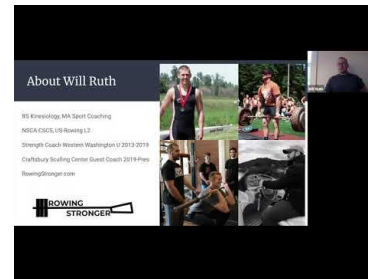 About Will Ruth
BS Kinesiology, MA Sport Coaching
NSCA CSCS, US-Rowing L2
Strength Coach Western Washington U 2013-2019
Craftsbury Sculling Center Guest Coach 2019-Pres
RowingStronger.com
ROWING
STRONGER